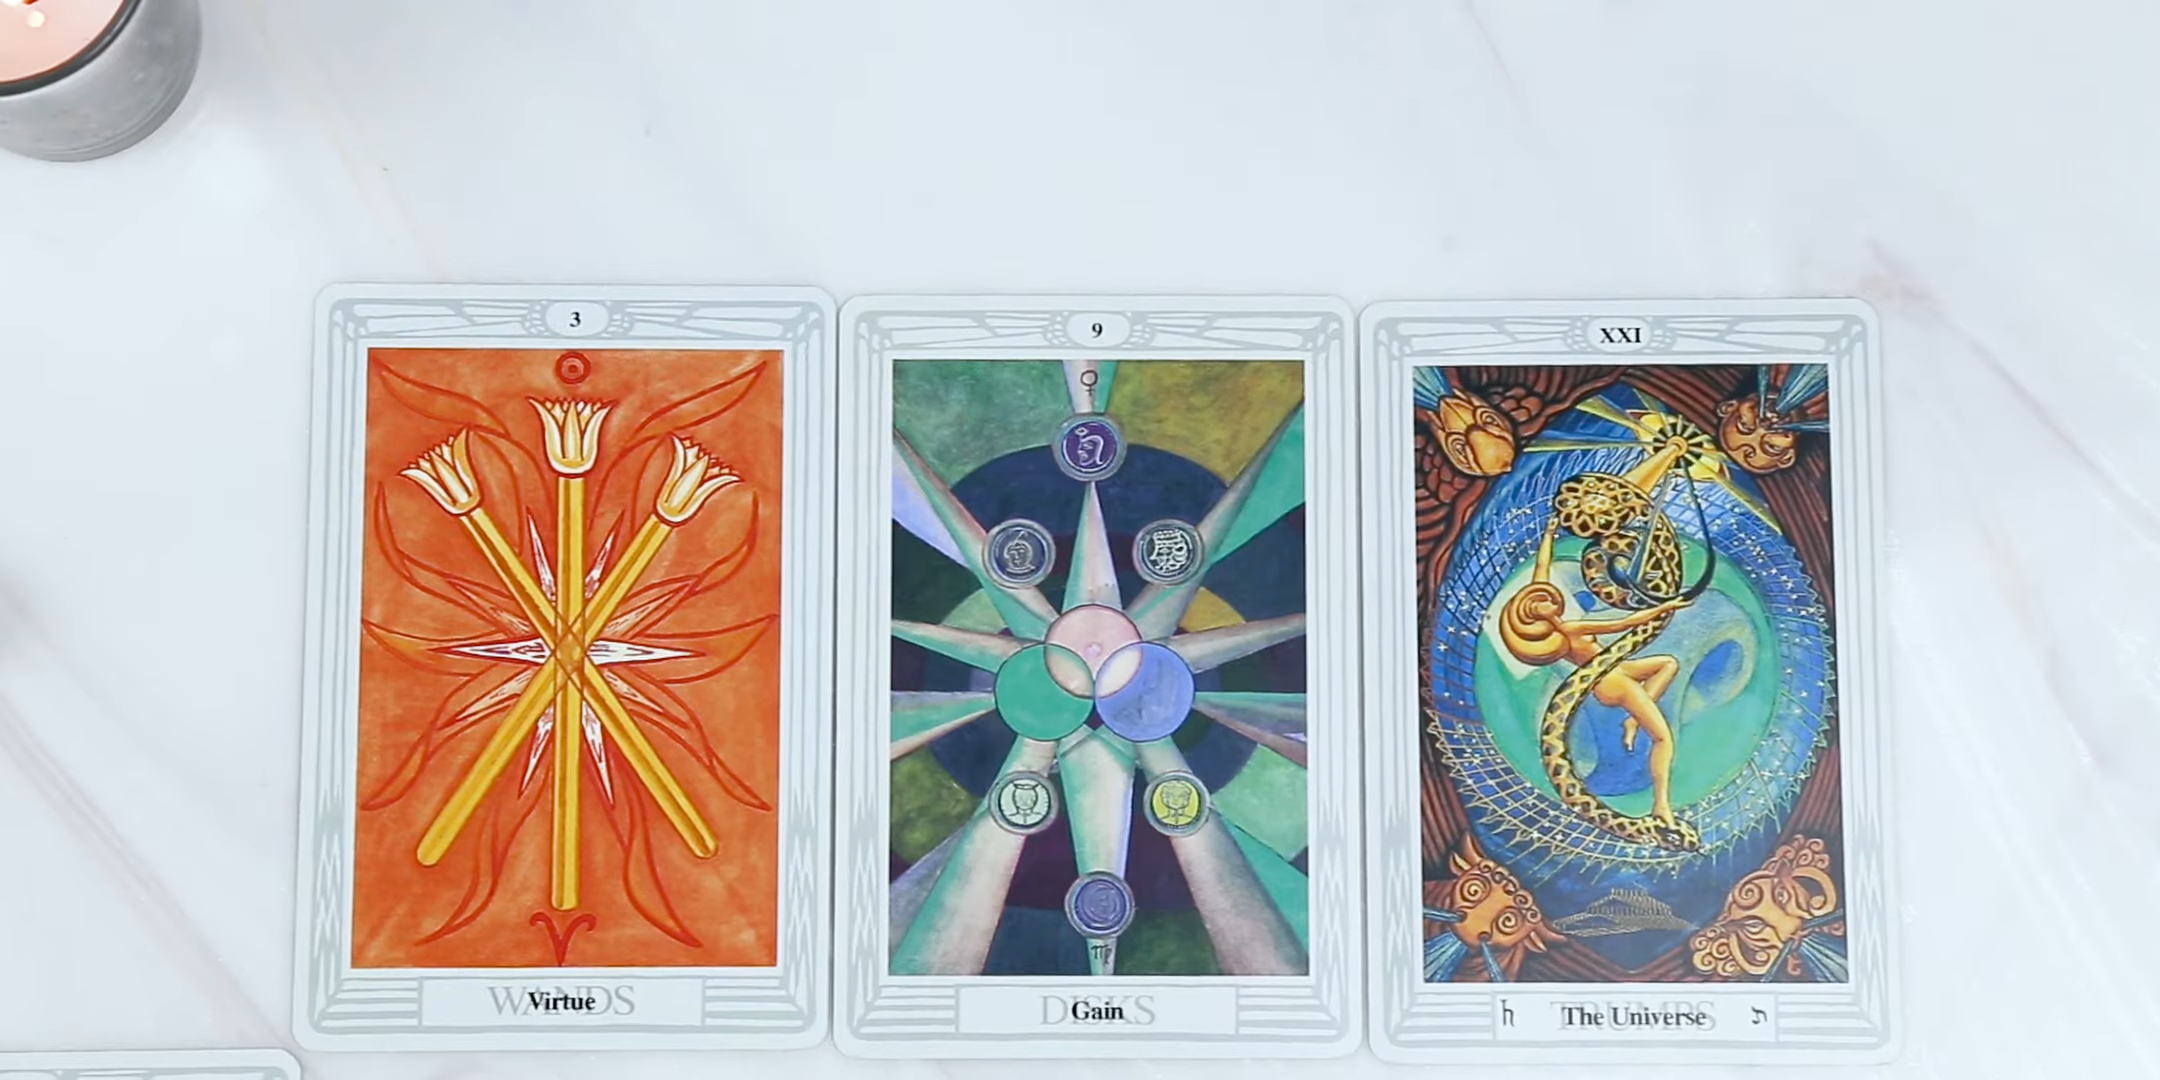 3
WANDS
Virtue
9
DISKS
Gain
XXI
TRUMPS
♄ The Universe ת